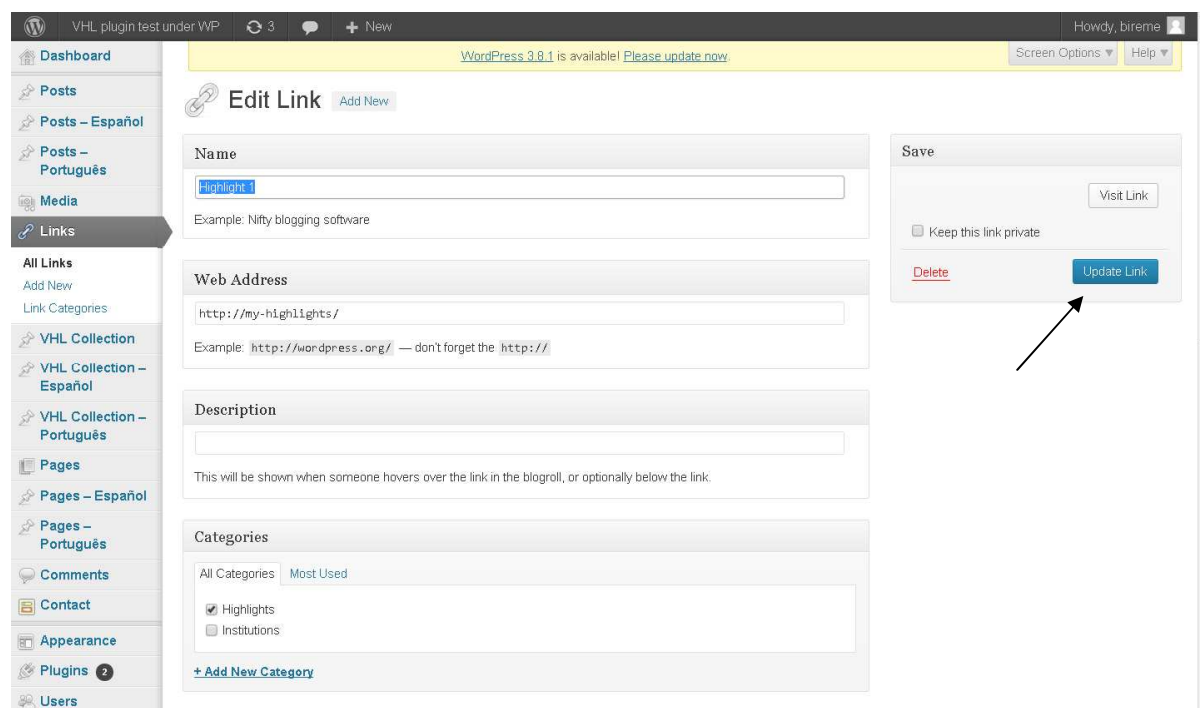 VHL plugin test under WP 3 + New Howdy, bireme
Dashboard
Posts
Posts – Español
Posts –
Português
Media
Links
All Links
Add New
Link Categories
VHL Collection
VHL Collection –
Español
VHL Collection –
Português
Pages
Pages – Español
Pages –
Português
Comments
Contact
Appearance
Plugins 2
Users
WordPress 3.8.1 is available! Please update now.
Screen Options Help
Edit Link Add New
Name
Highlight 1
Example: Nifty blogging software
Web Address
http://my-highlights/
Example: http://wordpress.org/ — don't forget the http://
Description
This will be shown when someone hovers over the link in the blogroll, or optionally below the link.
Categories
All Categories Most Used
Highlights
Institutions
+ Add New Category
Save
Visit Link
Keep this link private
Delete Update Link